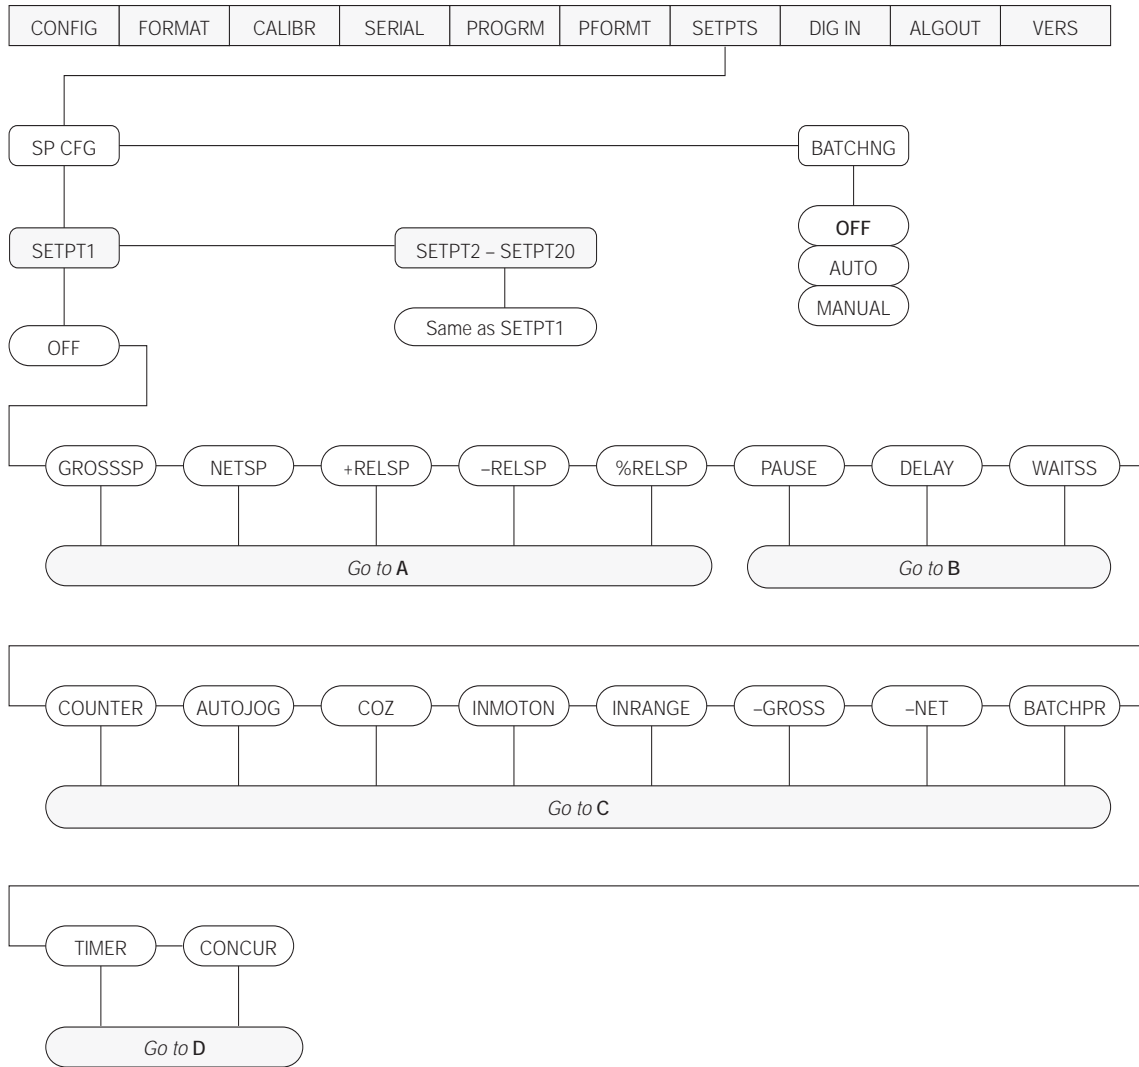 CONFIG FORMAT CALIBR SERIAL PROGRM PFORMT SETPTS DIG IN ALGOUT VERS
SP CFG BATCHNG
OFF
SETPT1 SETPT2 – SETPT20
AUTO
MANUAL
Same as SETPT1
OFF
GROSSSP NETSP +RELSP –RELSP %RELSP PAUSE DELAY WAITSS
Go to A Go to B
COUNTER AUTOJOG COZ INMOTON INRANGE –GROSS –NET BATCHPR
Go to C
TIMER CONCUR
Go to D